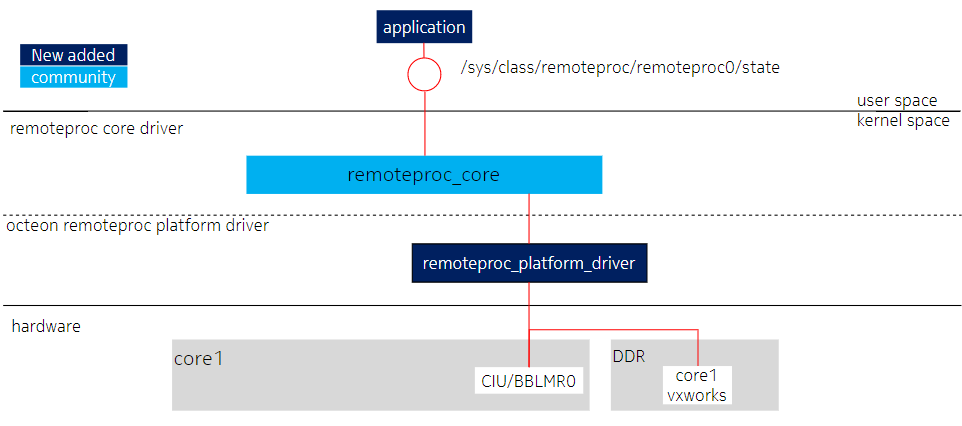 application
New added
community
/sys/class/remoteproc/remoteproc0/state
user space
kernel space
remoteproc core driver
remoteproc_core
octeon remoteproc platform driver
remoteproc_platform_driver
hardware
core1
CIU/BBLMR0
DDR
core1
vxworks